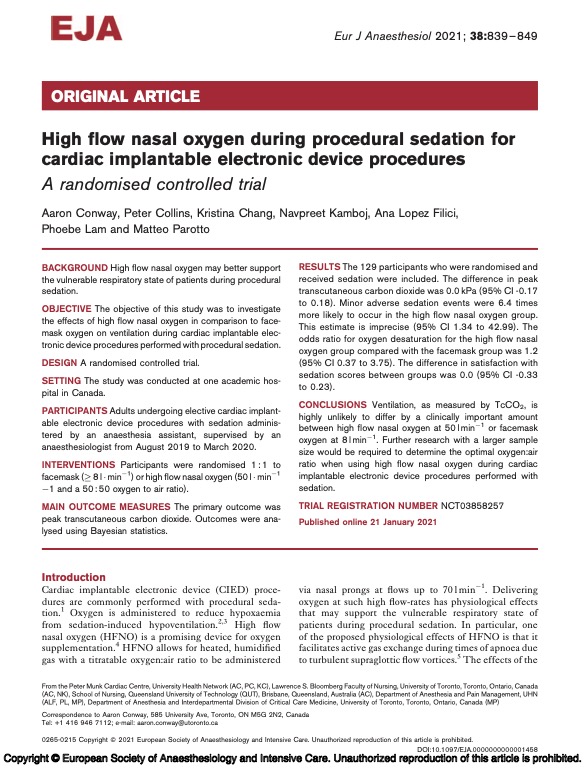 EJA
Eur J Anaesthesiol 2021; 38:839–849
ORIGINAL ARTICLE
High flow nasal oxygen during procedural sedation for
cardiac implantable electronic device procedures
A randomised controlled trial
Aaron Conway, Peter Collins, Kristina Chang, Navpreet Kamboj, Ana Lopez Filici,
Phoebe Lam and Matteo Parotto
BACKGROUND High flow nasal oxygen may better support
the vulnerable respiratory state of patients during procedural
sedation.
OBJECTIVE The objective of this study was to investigate
the effects of high flow nasal oxygen in comparison to face-
mask oxygen on ventilation during cardiac implantable elec-
tronic device procedures performed with procedural sedation.
DESIGN A randomised controlled trial.
SETTING The study was conducted at one academic hos-
pital in Canada.
PARTICIPANTS Adults undergoing elective cardiac implant-
able electronic device procedures with sedation adminis-
tered by an anaesthesia assistant, supervised by an
anaesthesiologist from August 2019 to March 2020.
INTERVENTIONS Participants were randomised 1 : 1 to
facemask (≥ 8 l · min⁻¹) or high flow nasal oxygen (50 l · min⁻¹
−1 and a 50 : 50 oxygen to air ratio).
MAIN OUTCOME MEASURES The primary outcome was
peak transcutaneous carbon dioxide. Outcomes were ana-
lysed using Bayesian statistics.
RESULTS The 129 participants who were randomised and
received sedation were included. The difference in peak
transcutaneous carbon dioxide was 0.0 kPa (95% CI -0.17
to 0.18). Minor adverse sedation events were 6.4 times
more likely to occur in the high flow nasal oxygen group.
This estimate is imprecise (95% CI 1.34 to 42.99). The
odds ratio for oxygen desaturation for the high flow nasal
oxygen group compared with the facemask group was 1.2
(95% CI 0.37 to 3.75). The difference in satisfaction with
sedation scores between groups was 0.0 (95% CI -0.33
to 0.23).
CONCLUSIONS Ventilation, as measured by TcCO₂, is
highly unlikely to differ by a clinically important amount
between high flow nasal oxygen at 50 l min⁻¹ or facemask
oxygen at 8 l min⁻¹. Further research with a larger sample
size would be required to determine the optimal oxygen:air
ratio when using high flow nasal oxygen during cardiac
implantable electronic device procedures performed with
sedation.
TRIAL REGISTRATION NUMBER NCT03858257
Published online 21 January 2021
Introduction
Cardiac implantable electronic device (CIED) proce-
dures are commonly performed with procedural seda-
tion.¹ Oxygen is administered to reduce hypoxaemia
from sedation-induced hypoventilation.²,³ High flow
nasal oxygen (HFNO) is a promising device for oxygen
supplementation.⁴ HFNO allows for heated, humidified
gas with a titratable oxygen:air ratio to be administered
via nasal prongs at flows up to 70 l min⁻¹. Delivering
oxygen at such high flow-rates has physiological effects
that may support the vulnerable respiratory state of
patients during procedural sedation. In particular, one
of the proposed physiological effects of HFNO is that it
facilitates active gas exchange during times of apnoea due
to turbulent supraglottic flow vortices.⁵ The effects of the
From the Peter Munk Cardiac Centre, University Health Network (AC, PC, KC), Lawrence S. Bloomberg Faculty of Nursing, University of Toronto, Toronto, Ontario, Canada
(AC, NK), School of Nursing, Queensland University of Technology (QUT), Brisbane, Queensland, Australia (AC), Department of Anesthesia and Pain Management, UHN
(ALF, PL, MP), Department of Anesthesia and Interdepartmental Division of Critical Care Medicine, University of Toronto, Toronto, Ontario, Canada (MP)
Correspondence to Aaron Conway, 585 University Ave, Toronto, ON M5G 2N2, Canada
Tel: +1 416 946 7112; e-mail: aaron.conway@utoronto.ca
0265-0215 Copyright © 2021 European Society of Anaesthesiology and Intensive Care. Unauthorized reproduction of this article is prohibited.
DOI:10.1097/EJA.0000000000001458
Copyright © European Society of Anaesthesiology and Intensive Care. Unauthorized reproduction of this article is prohibited.